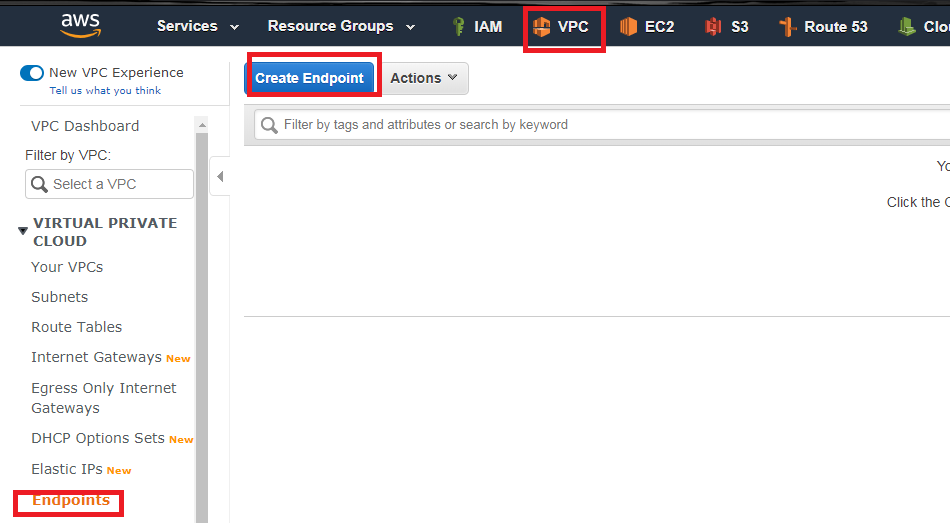 aws Services Resource Groups IAM VPC EC2 S3 Route 53 Clo
New VPC Experience
Tell us what you think
Create Endpoint Actions
VPC Dashboard
Filter by VPC:
Select a VPC
Filter by tags and attributes or search by keyword
Yo
Click the C
VIRTUAL PRIVATE
CLOUD
Your VPCs
Subnets
Route Tables
Internet Gateways New
Egress Only Internet
Gateways
DHCP Options Sets New
Elastic IPs New
Endpoints